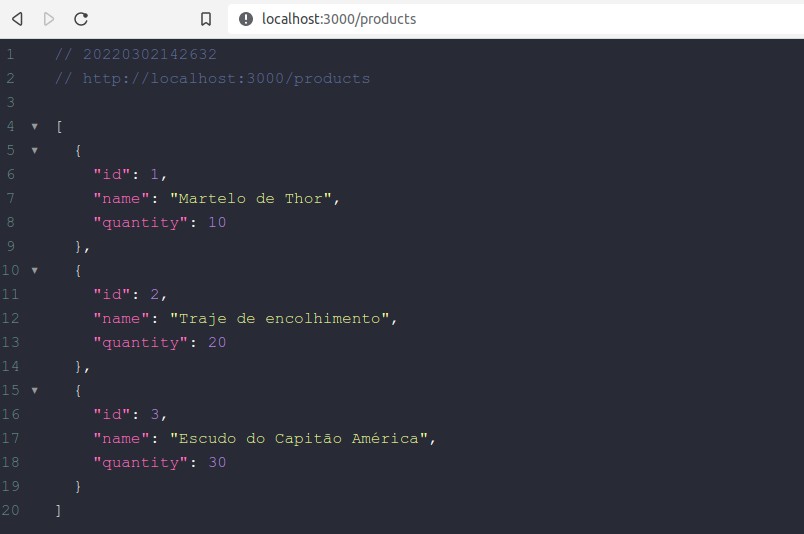 localhost:3000/products
1 // 20220302142632
2 // http://localhost:3000/products
3
4 [
5 {
6 "id": 1,
7 "name": "Martelo de Thor",
8 "quantity": 10
9 },
10 {
11 "id": 2,
12 "name": "Traje de encolhimento",
13 "quantity": 20
14 },
15 {
16 "id": 3,
17 "name": "Escudo do Capitão América",
18 "quantity": 30
19 }
20 ]